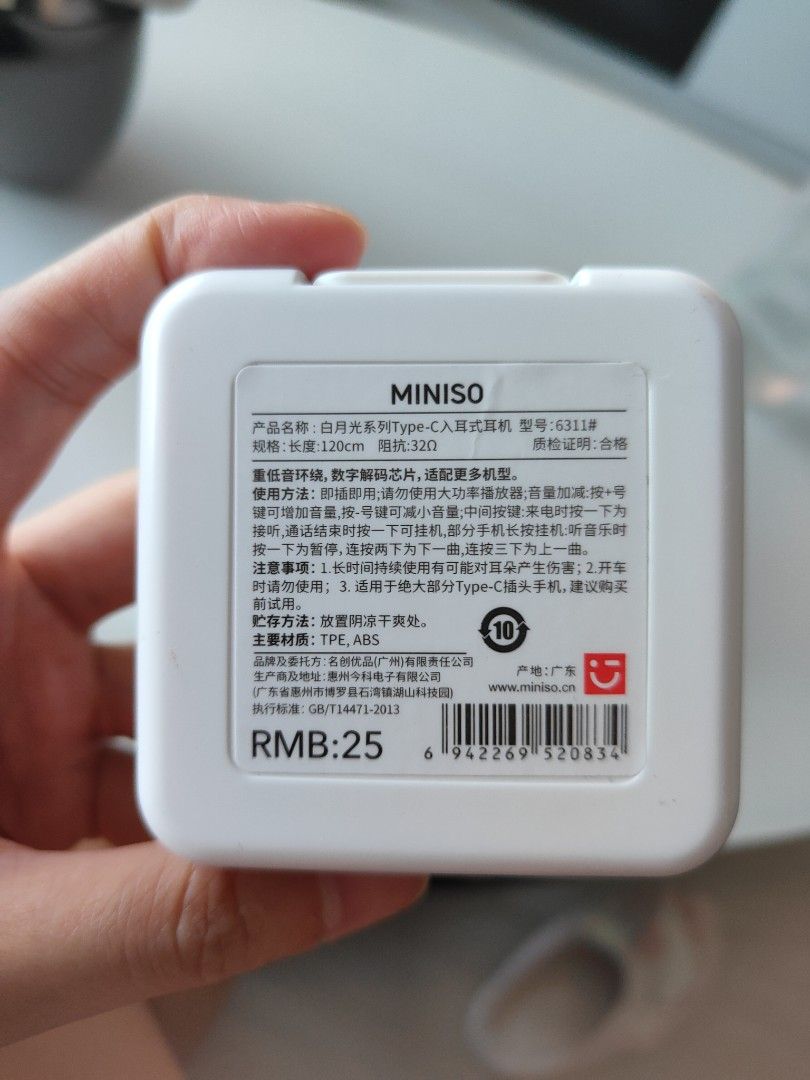 MINISO
产品名称：白月光系列Type-C入耳式耳机 型号：6311#
规格：长度：120cm 阻抗：32Ω 质检证明：合格
重低音环绕，数字解码芯片，适配更多机型。
使用方法：即插即用；请勿使用大功率播放器；音量加减：按+号
键可增加音量，按-号键可减小音量；中间按键：来电时按一下为
接听，通话结束时按一下可挂机，部分手机长按挂机：听音乐时
按一下为暂停，连按两下为下一曲，连按三下为上一曲。
注意事项：1.长时间持续使用有可能对耳朵产生伤害；2.开车
时请勿使用；3.适用于绝大部分Type-C插头手机，建议购买
前试用。
贮存方法：放置阴凉干爽处。
主要材质：TPE, ABS
10
品牌及委托方：名创优品(广州)有限责任公司
生产商及地址：惠州今科电子有限公司
(广东省惠州市博罗县石湾镇湖山科技园)
执行标准：GB/T14471-2013
产地：广东
www.miniso.cn
RMB:25
6 942269 520834